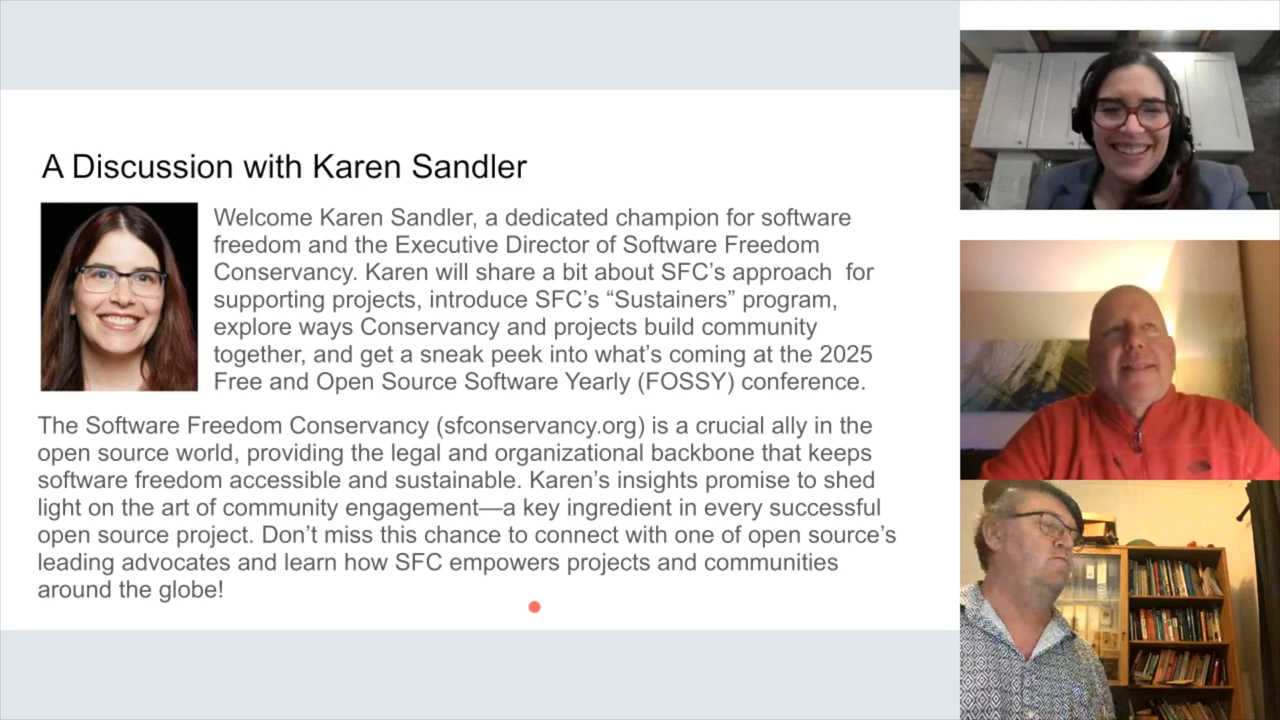 A Discussion with Karen Sandler
Welcome Karen Sandler, a dedicated champion for software
freedom and the Executive Director of Software Freedom
Conservancy. Karen will share a bit about SFC’s approach  for
supporting projects, introduce SFC’s “Sustainers” program,
explore ways Conservancy and projects build community
together, and get a sneak peek into what’s coming at the 2025
Free and Open Source Software Yearly (FOSSY) conference.
The Software Freedom Conservancy (sfconservancy.org) is a crucial ally in the
open source world, providing the legal and organizational backbone that keeps
software freedom accessible and sustainable. Karen’s insights promise to shed
light on the art of community engagement—a key ingredient in every successful
open source project. Don’t miss this chance to connect with one of open source’s
leading advocates and learn how SFC empowers projects and communities
around the globe!